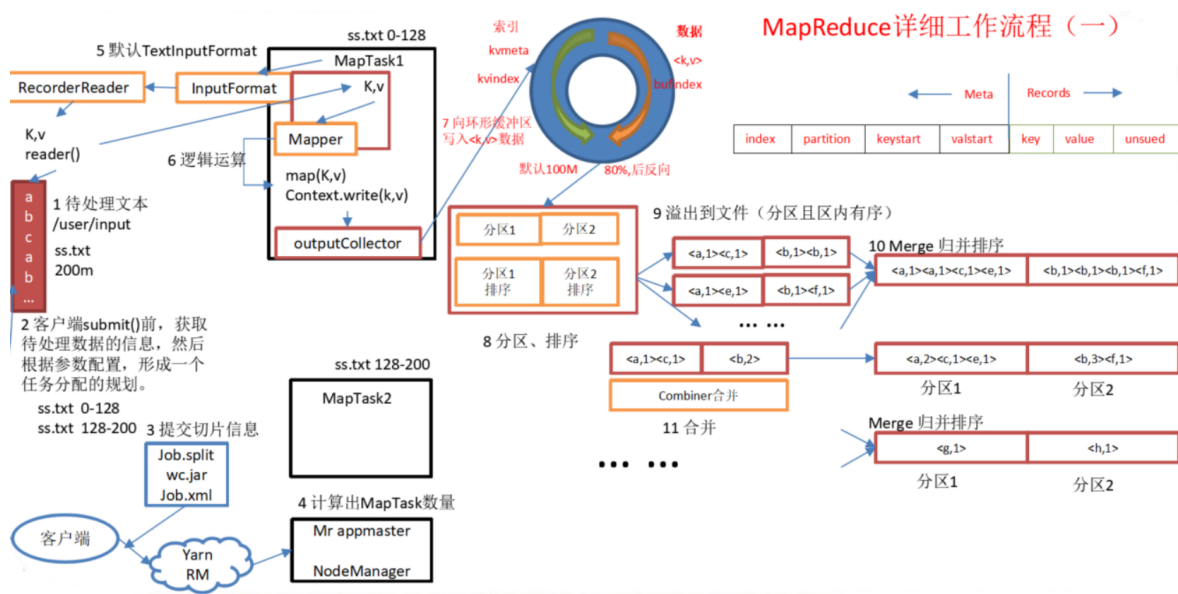 MapReduce详细工作流程（一）
5 默认TextInputFormat
ss.txt 0-128
MapTask1
RecorderReader
InputFormat
K,v
Mapper
K,v
reader()
6 逻辑运算
map(K,v)
Context.write(k,v)
outputCollector
a
b
c
a
b
...
1 待处理文本
/user/input
ss.txt
200m
2 客户端submit()前，获取
待处理数据的信息，然后
根据参数配置，形成一个
任务分配的规划。
ss.txt 0-128
ss.txt 128-200
3 提交切片信息
Job.split
wc.jar
Job.xml
客户端
Yarn
RM
ss.txt 128-200
MapTask2
4 计算出MapTask数量
Mr appmaster
NodeManager
索引
kvmeta
kvindex
数据
<k,v>
bufindex
7 向环形缓冲区
写入<k,v>数据
默认100M
80%,后反向
Meta
Records
index
partition
keystart
valstart
key
value
unsued
分区1
分区2
分区1
排序
分区2
排序
8 分区、排序
9 溢出到文件（分区且区内有序）
<a,1><c,1>
<b,1><b,1>
<a,1><e,1>
<b,1><f,1>
... ...
10 Merge 归并排序
<a,1><a,1><c,1><e,1>
<b,1><b,1><b,1><f,1>
<a,1><c,1>
<b,2>
Combiner合并
11 合并
... ...
<a,2><c,1><e,1>
<b,3><f,1>
分区1
分区2
Merge 归并排序
<g,1>
<h,1>
分区1
分区2